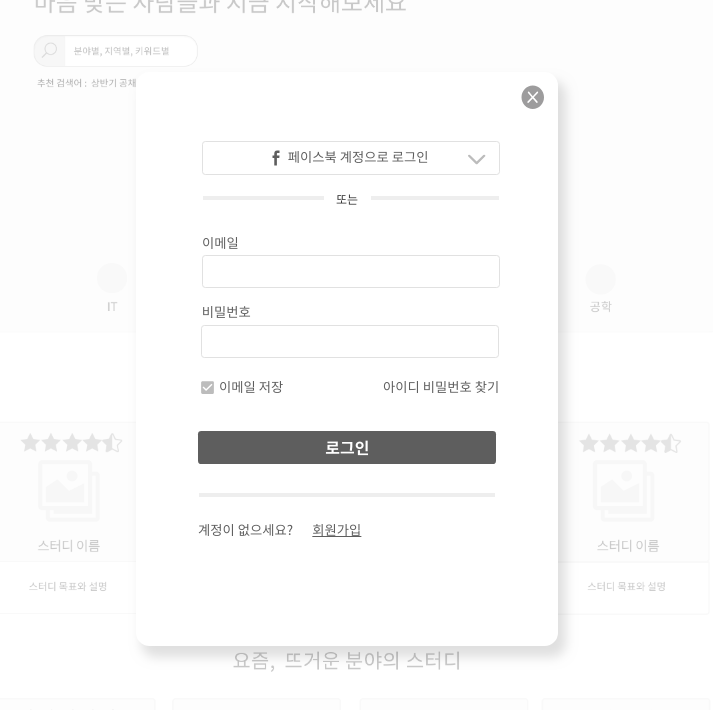 마음 맞는 사람들과 지금 시작해보세요
분야별, 지역별, 키워드별
추천 검색어 : 상반기 공채
페이스북 계정으로 로그인
또는
이메일
IT
공학
비밀번호
이메일 저장
아이디 비밀번호 찾기
로그인
계정이 없으세요? 회원가입
스터디 이름
스터디 이름
스터디 목표와 설명
스터디 목표와 설명
요즘, 뜨거운 분야의 스터디